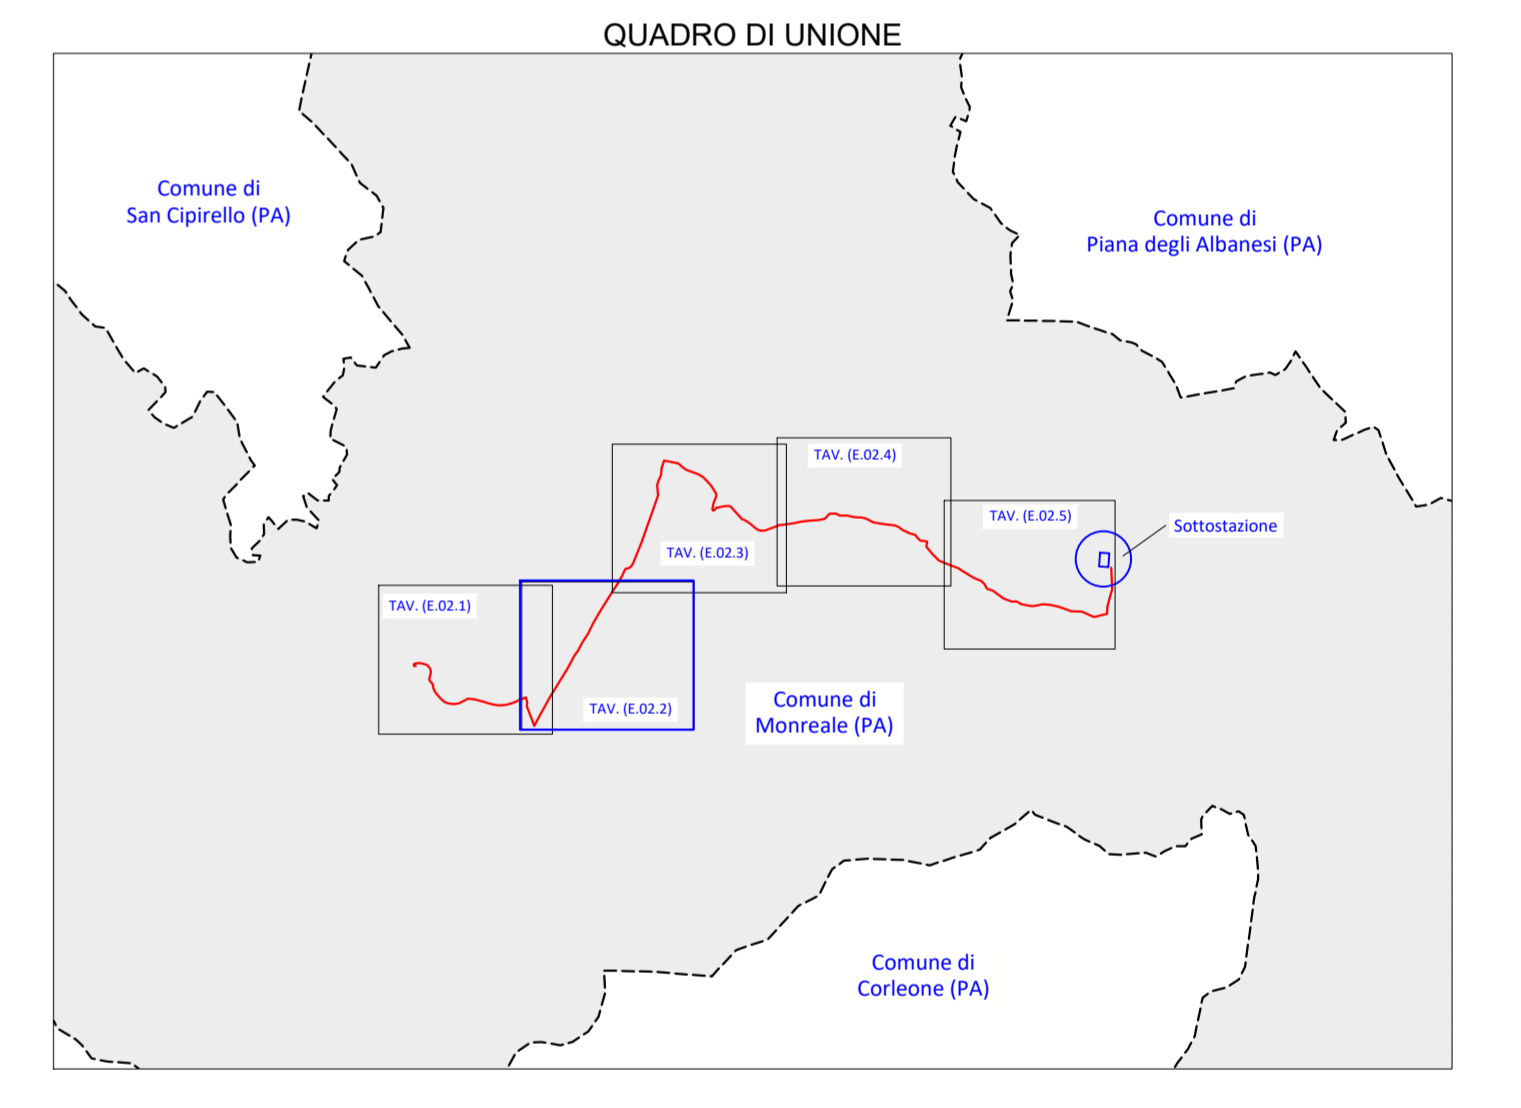 QUADRO DI UNIONE
Comune di
San Cipirello (PA)
Comune di
Piana degli Albanesi (PA)
TAV. (E.02.4)
TAV. (E.02.5)
Sottostazione
TAV. (E.02.3)
TAV. (E.02.1)
TAV. (E.02.2)
Comune di
Monreale (PA)
Comune di
Corleone (PA)